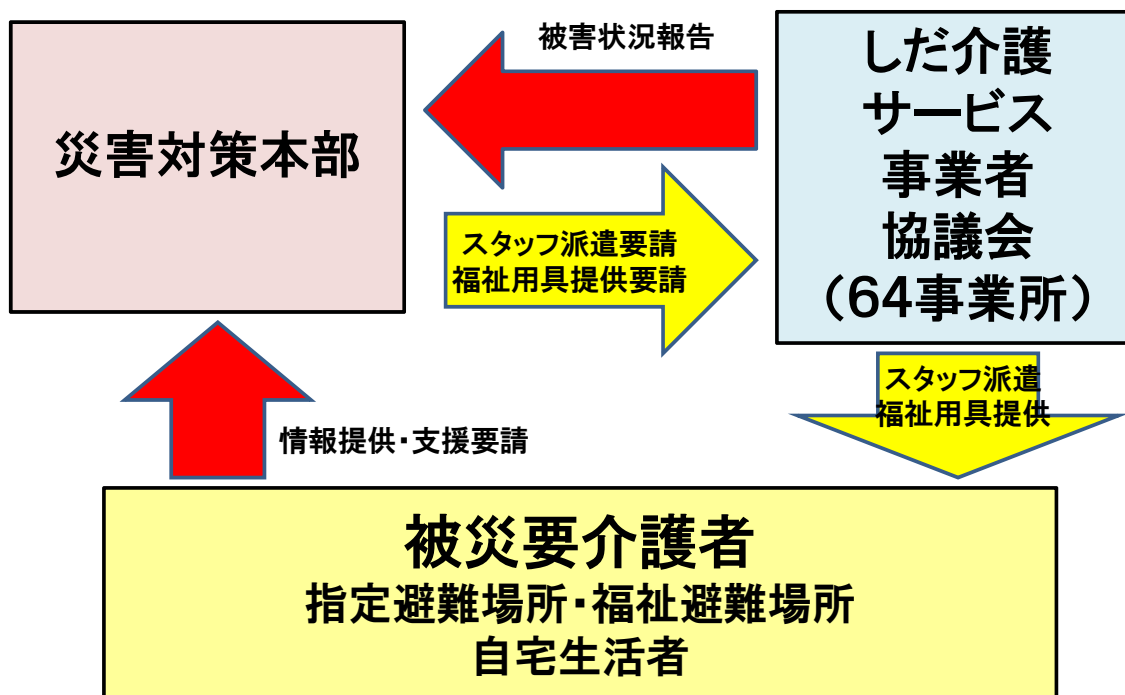 被害状況報告
災害対策本部
しだ介護
サービス
事業者
協議会
（64事業所）
スタッフ派遣要請
福祉用具提供要請
スタッフ派遣
福祉用具提供
情報提供・支援要請
被災要介護者
指定避難場所・福祉避難場所
自宅生活者